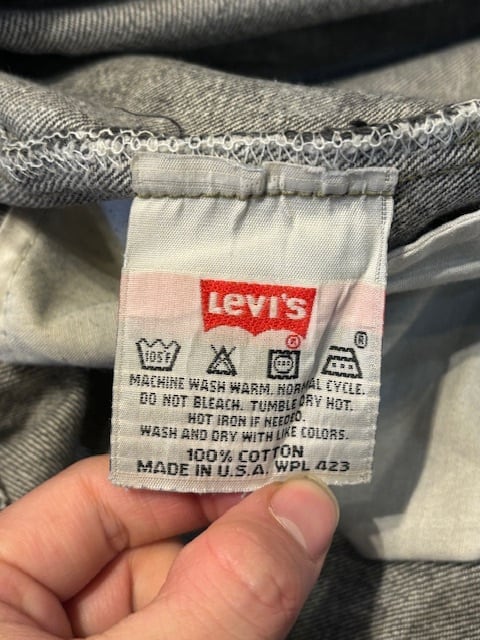 LEVI'S ®
105F ®
MACHINE WASH WARM. NORMAL CYCLE.
DO NOT BLEACH. TUMBLE DRY HOT.
HOT IRON IF NEEDED.
WASH AND DRY WITH LIKE COLORS.
100% COTTON
MADE IN U.S.A. WPL 423